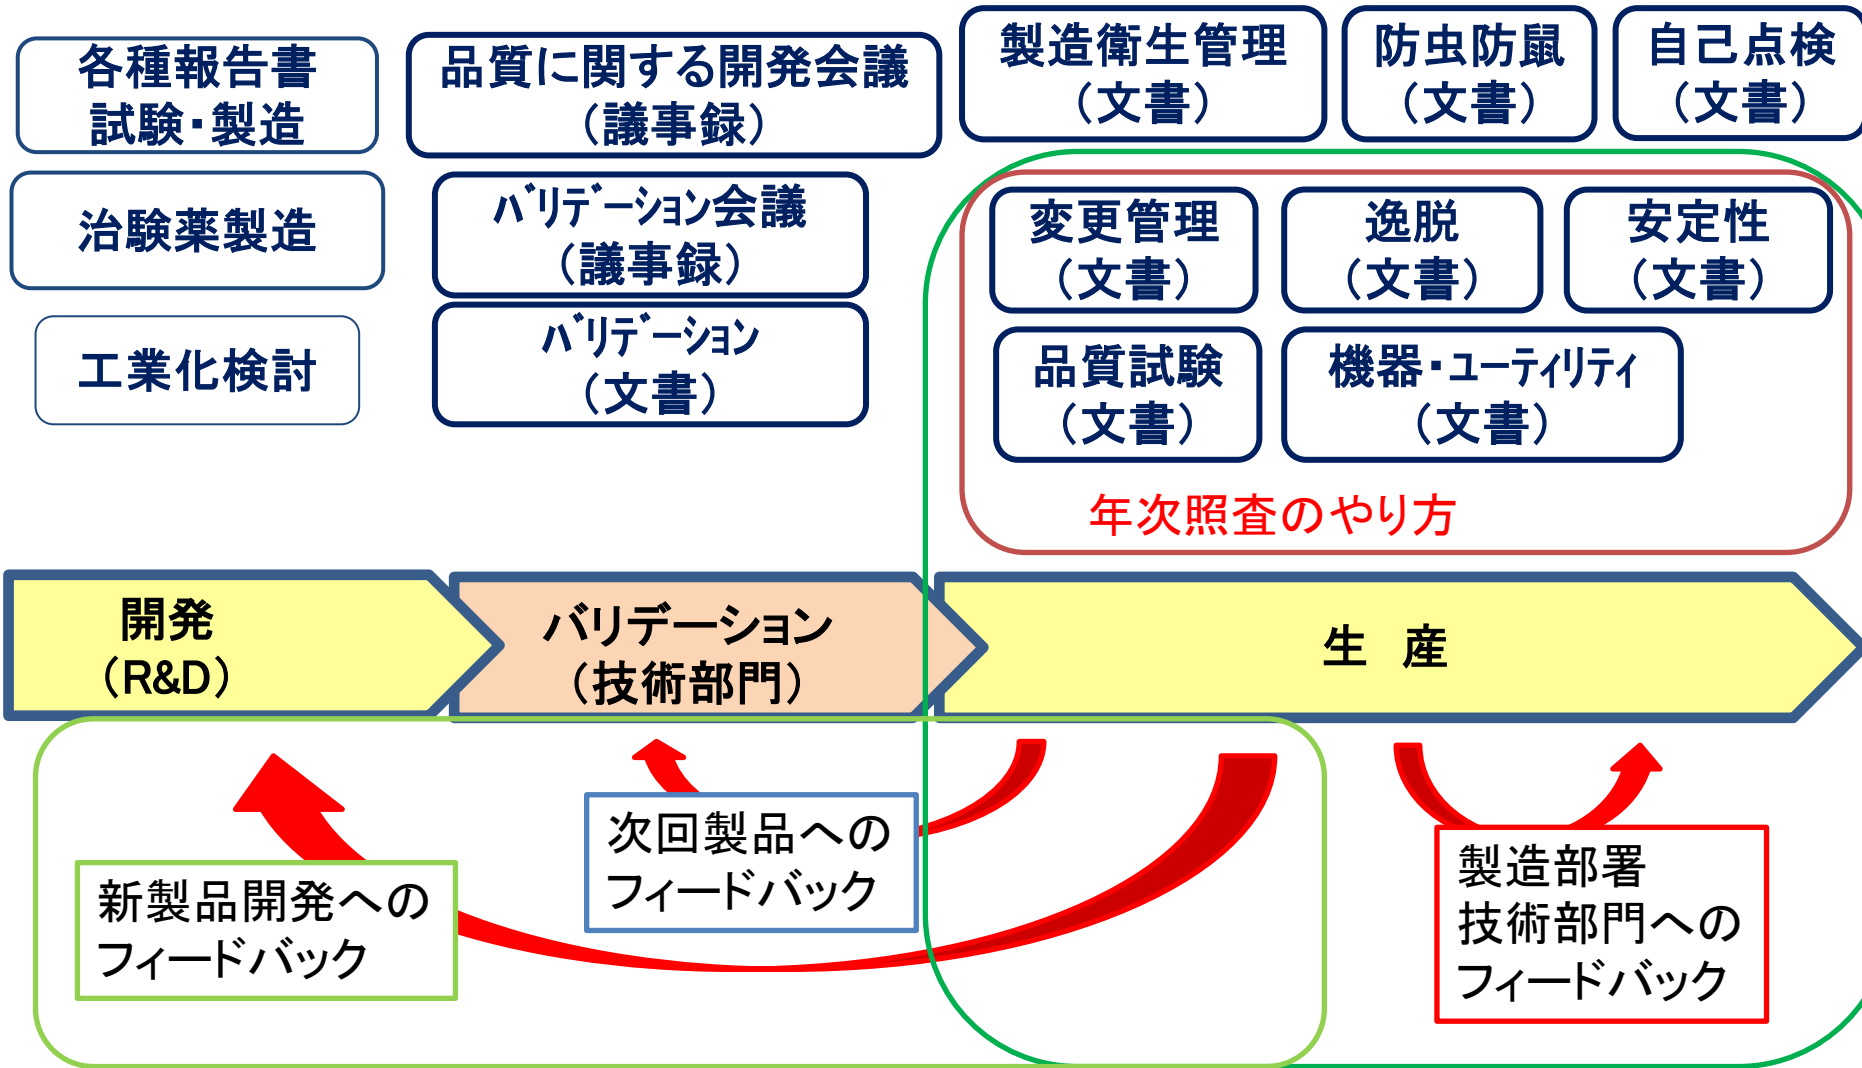 各種報告書
試験・製造
品質に関する開発会議
（議事録）
製造衛生管理
（文書）
防虫防鼠
（文書）
自己点検
（文書）
治験薬製造
ﾊﾞﾘﾃﾞｰｼｮﾝ会議
（議事録）
変更管理
（文書）
逸脱
（文書）
安定性
（文書）
工業化検討
ﾊﾞﾘﾃﾞｰｼｮﾝ
（文書）
品質試験
（文書）
機器・ﾕｰﾃｨﾘﾃｨ
（文書）
年次照査のやり方
開発
（R&D）
バリデーション
（技術部門）
生　産
次回製品への
フィードバック
新製品開発への
フィードバック
製造部署
技術部門への
フィードバック